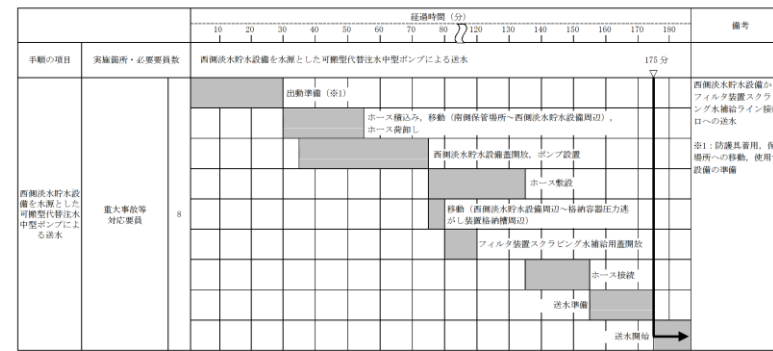 経過時間（分）
備考
10 20 30 40 50 60 70 80 120 130 140 150 160 170 180
手順の項目
実施箇所・必要要員数
西側淡水貯水設備を水源とした可搬型代替注水中型ポンプによる送水
175 分
西側淡水貯水設備か
フィルタ装置スクラ
ング水補給ライン接
ロへの送水
※1：防護具着用，保
場所への移動，使用
設備の準備
西側淡水貯水設
備を水源とした
可搬型代替注水
中型ポンプによ
る送水
重大事故等
対応要員
8
出動準備（※1）
ホース積込み，移動（南側保管場所～西側淡水貯水設備周辺），
ホース荷卸し
西側淡水貯水設備蓋開放，ポンプ設置
ホース敷設
移動（西側淡水貯水設備周辺～格納容器圧力逃
がし装置格納槽周辺）
フィルタ装置スクラビング水補給用蓋開放
ホース接続
送水準備
送水開始